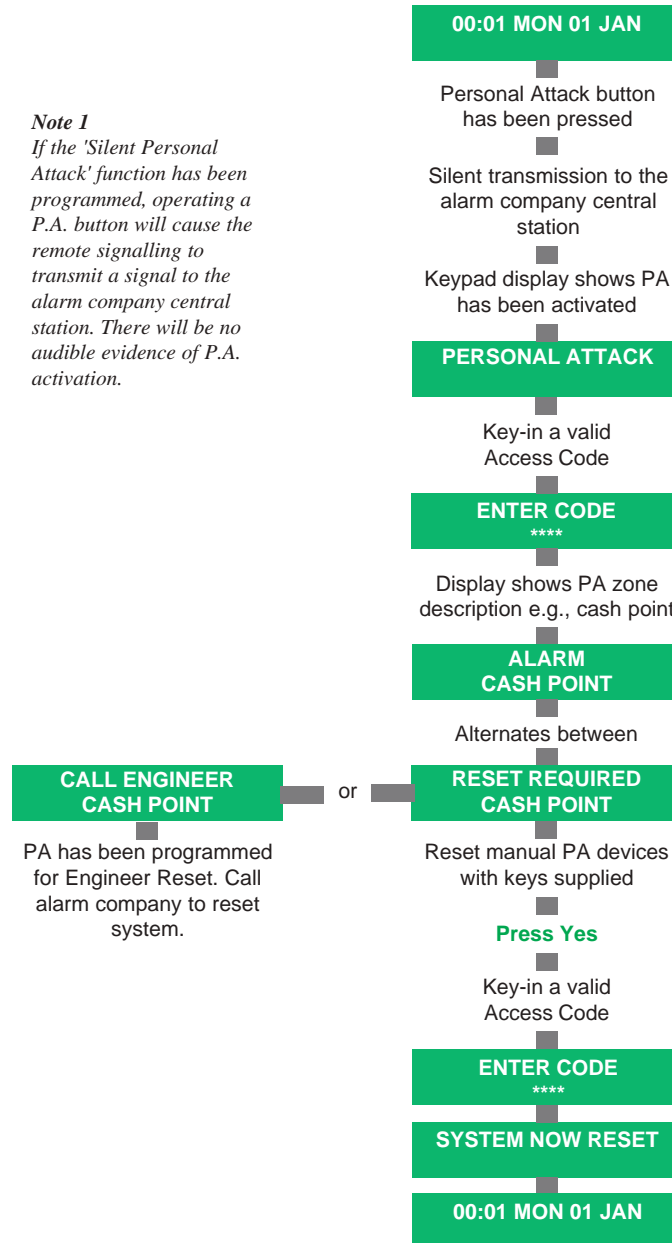 00:01 MON 01 JAN
Personal Attack button
has been pressed
Note 1
If the 'Silent Personal
Attack' function has been
programmed, operating a
P.A. button will cause the
remote signalling to
transmit a signal to the
alarm company central
station. There will be no
audible evidence of P.A.
activation.
Silent transmission to the
alarm company central
station
Keypad display shows PA
has been activated
PERSONAL ATTACK
Key-in a valid
Access Code
ENTER CODE
****
Display shows PA zone
description e.g., cash point
ALARM
CASH POINT
Alternates between
CALL ENGINEER
CASH POINT
or
RESET REQUIRED
CASH POINT
PA has been programmed
for Engineer Reset. Call
alarm company to reset
system.
Reset manual PA devices
with keys supplied
Press Yes
Key-in a valid
Access Code
ENTER CODE
****
SYSTEM NOW RESET
00:01 MON 01 JAN